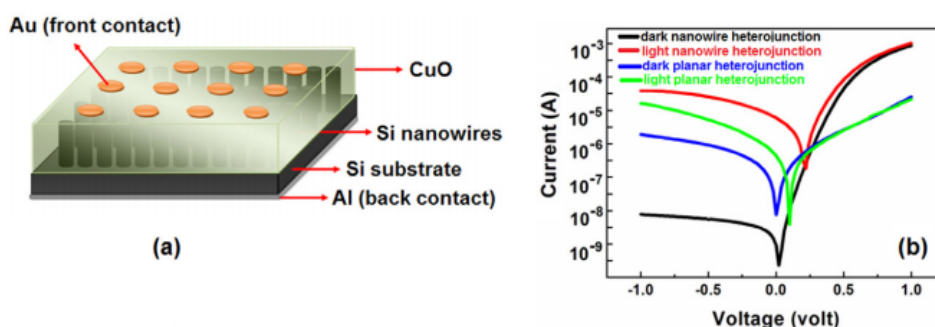 Au (front contact)
CuO
Si nanowires
Si substrate
Al (back contact)
(a)
dark nanowire heterojunction
light nanowire heterojunction
dark planar heterojunction
light planar heterojunction
10⁻³
10⁻⁴
10⁻⁵
10⁻⁶
10⁻⁷
10⁻⁸
10⁻⁹
Current (A)
(b)
-1.0 -0.5 0.0 0.5 1.0
Voltage (volt)